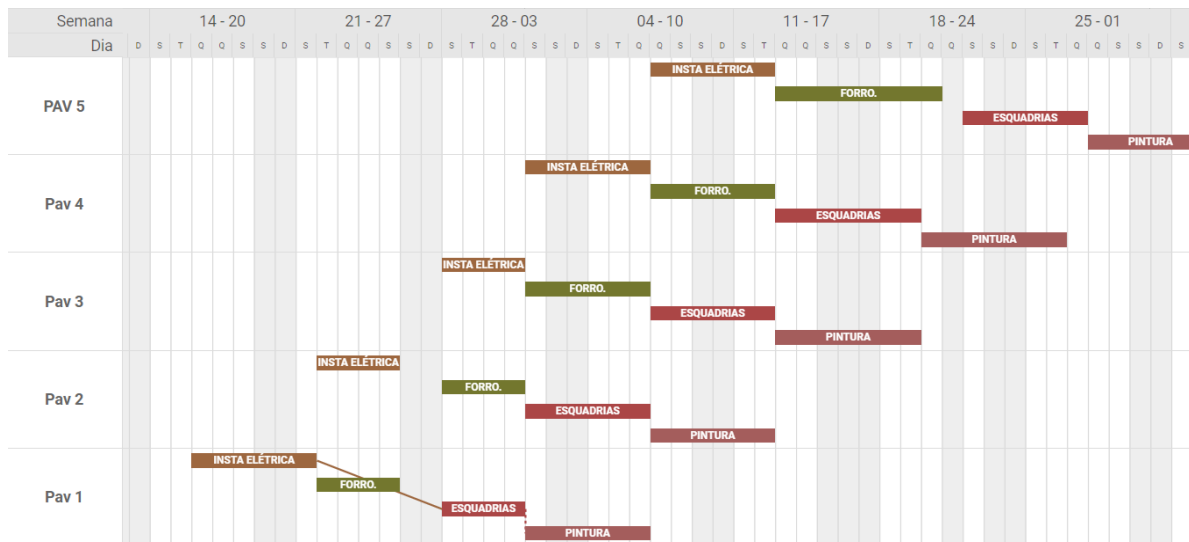 Semana 14 - 20 21 - 27 28 - 03 04 - 10 11 - 17 18 - 24 25 - 01
Dia D S T Q Q S S D S T Q Q S S D S T Q Q S S D S T Q Q S S D S T Q Q S S D S T Q Q S S D S T Q Q S S D S
INSTA ELÉTRICA
FORRO.
PAV 5
ESQUADRIAS
PINTURA
INSTA ELÉTRICA
FORRO.
Pav 4
ESQUADRIAS
PINTURA
INSTA ELÉTRICA
FORRO.
Pav 3
ESQUADRIAS
PINTURA
INSTA ELÉTRICA
FORRO.
Pav 2
ESQUADRIAS
PINTURA
INSTA ELÉTRICA
FORRO.
Pav 1
ESQUADRIAS
PINTURA